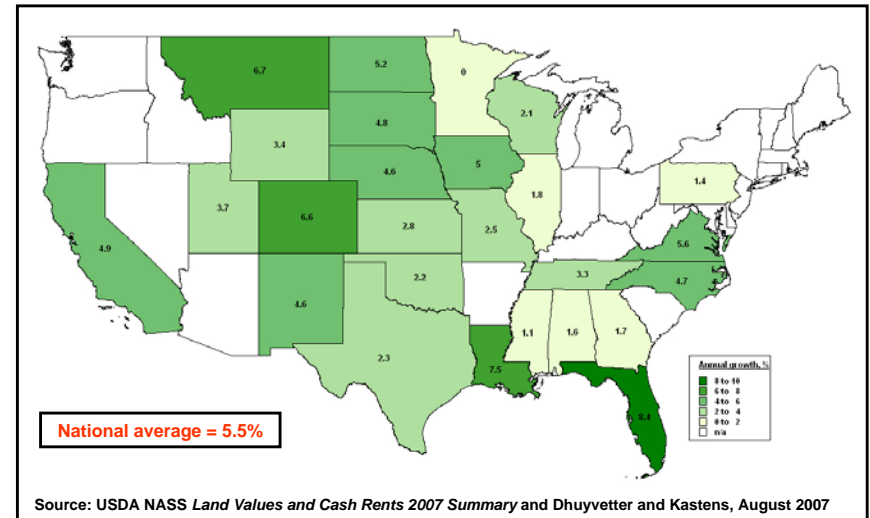 6.7
5.2
0
2.1
4.8
3.4
5
4.6
1.4
1.8
3.7
6.6
2.8
2.5
4.9
5.6
3.3
4.7
2.2
4.6
1.1
1.6
1.7
2.3
7.5
8.4
Annual growth, %
8 to 10
6 to 8
4 to 6
2 to 4
0 to 2
n/a
National average = 5.5%
Source: USDA NASS Land Values and Cash Rents 2007 Summary and Dhuyvetter and Kastens, August 2007